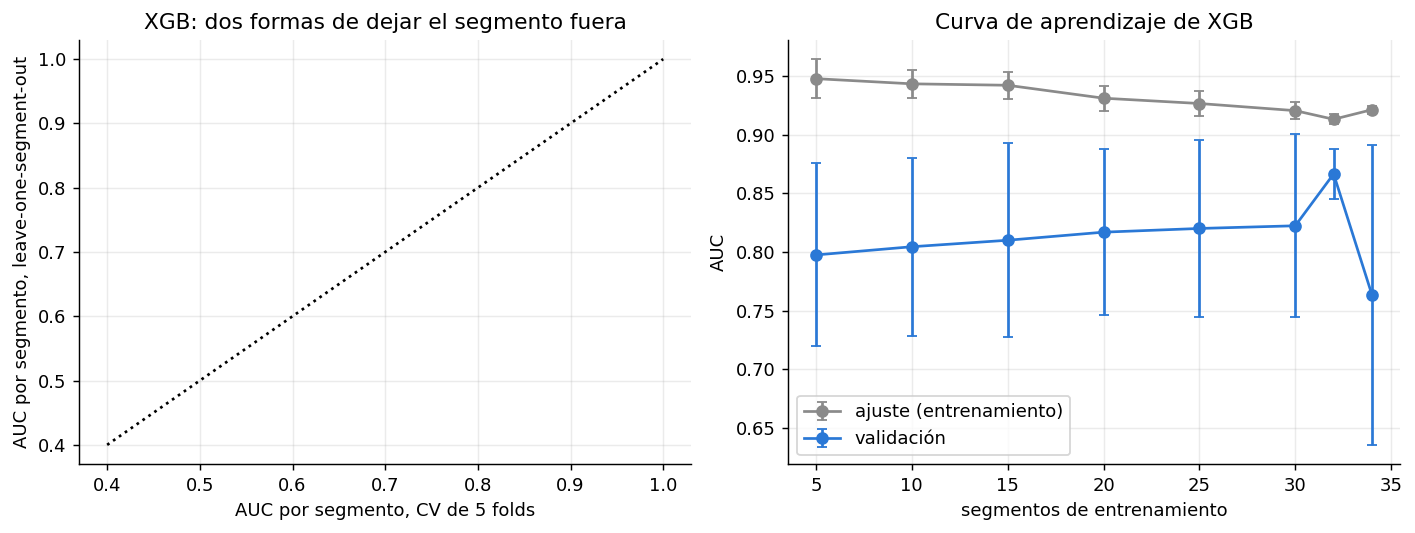 XGB: dos formas de dejar el segmento fuera
AUC por segmento, leave-one-segment-out
1.0
0.9
0.8
0.7
0.6
0.5
0.4
0.4 0.5 0.6 0.7 0.8 0.9 1.0
AUC por segmento, CV de 5 folds
Curva de aprendizaje de XGB
AUC
0.95
0.90
0.85
0.80
0.75
0.70
0.65
ajuste (entrenamiento)
validación
5 10 15 20 25 30 35
segmentos de entrenamiento